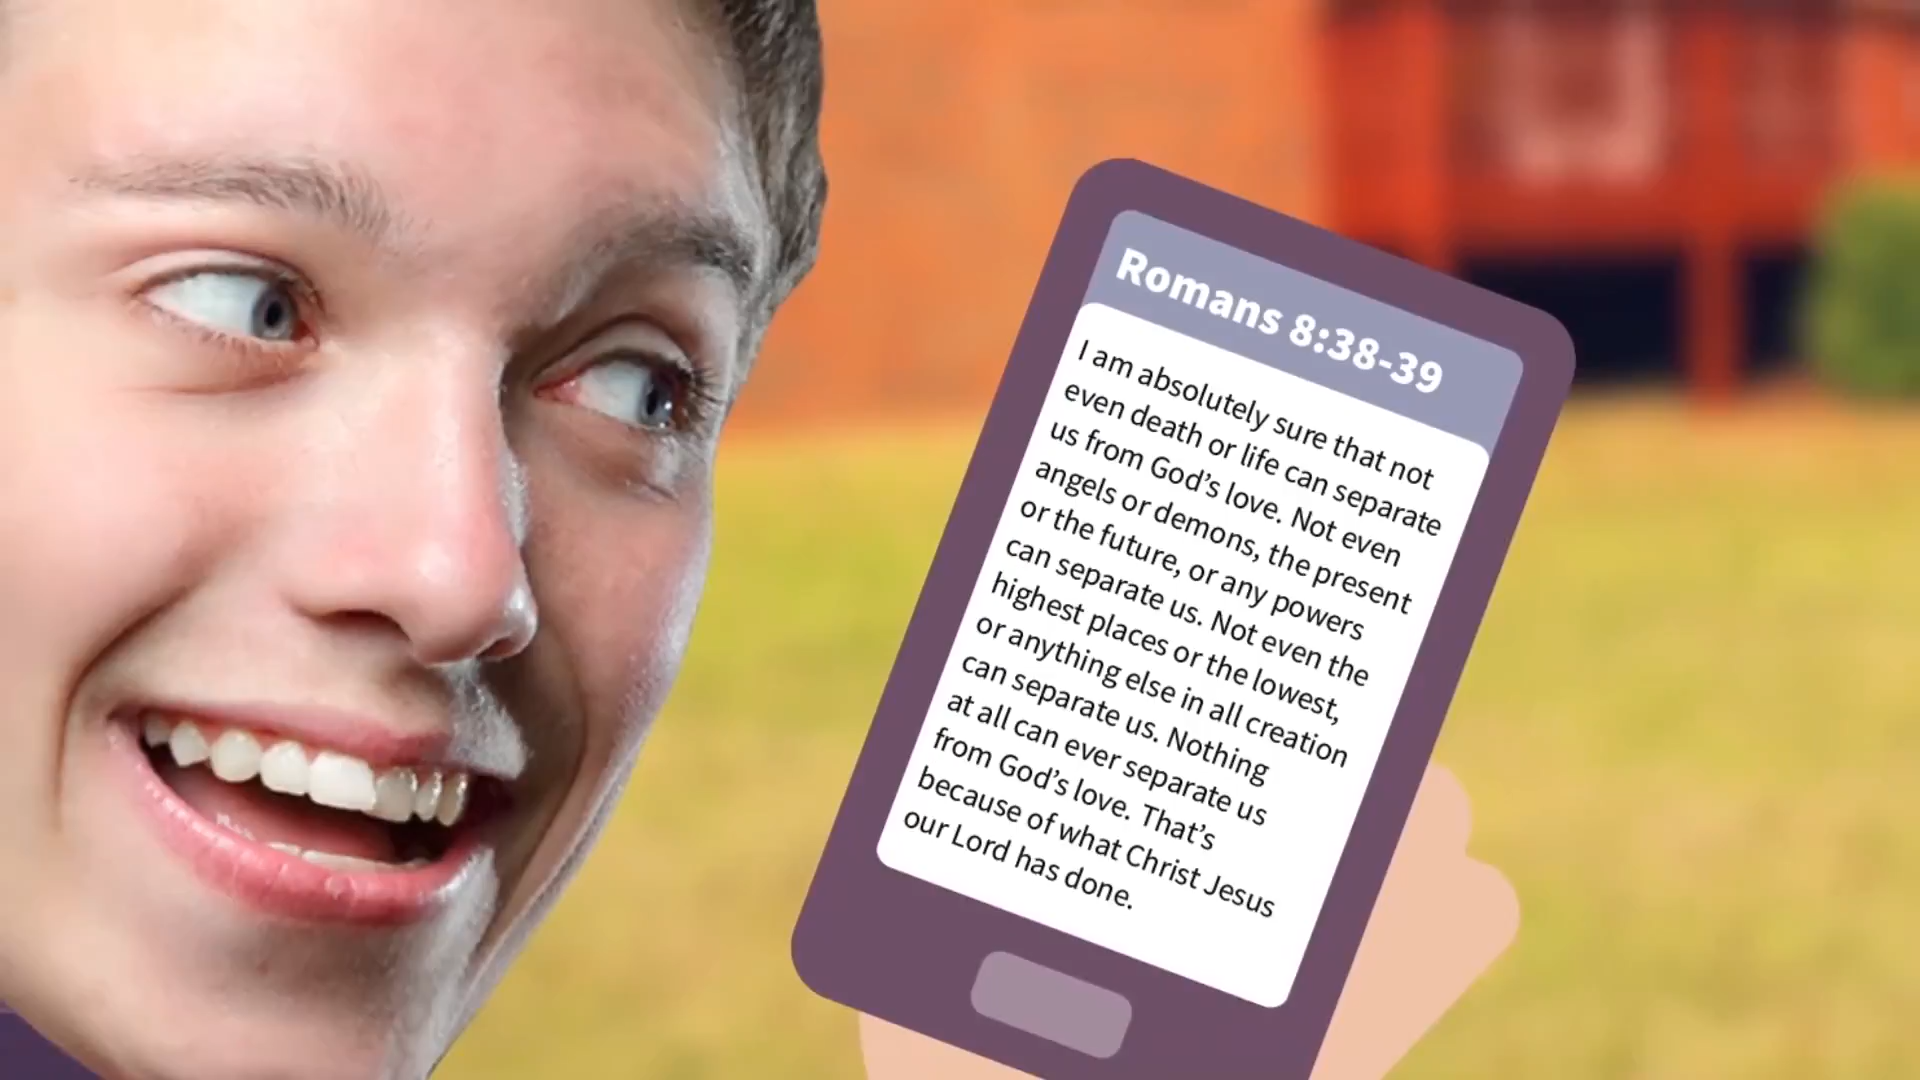 Romans 8:38-39
I am absolutely sure that not
even death or life can separate
us from God’s love. Not even
angels or demons, the present
or the future, or any powers
can separate us. Not even the
highest places or the lowest,
or anything else in all creation
can separate us. Nothing
at all can ever separate us
from God’s love. That’s
because of what Christ Jesus
our Lord has done.